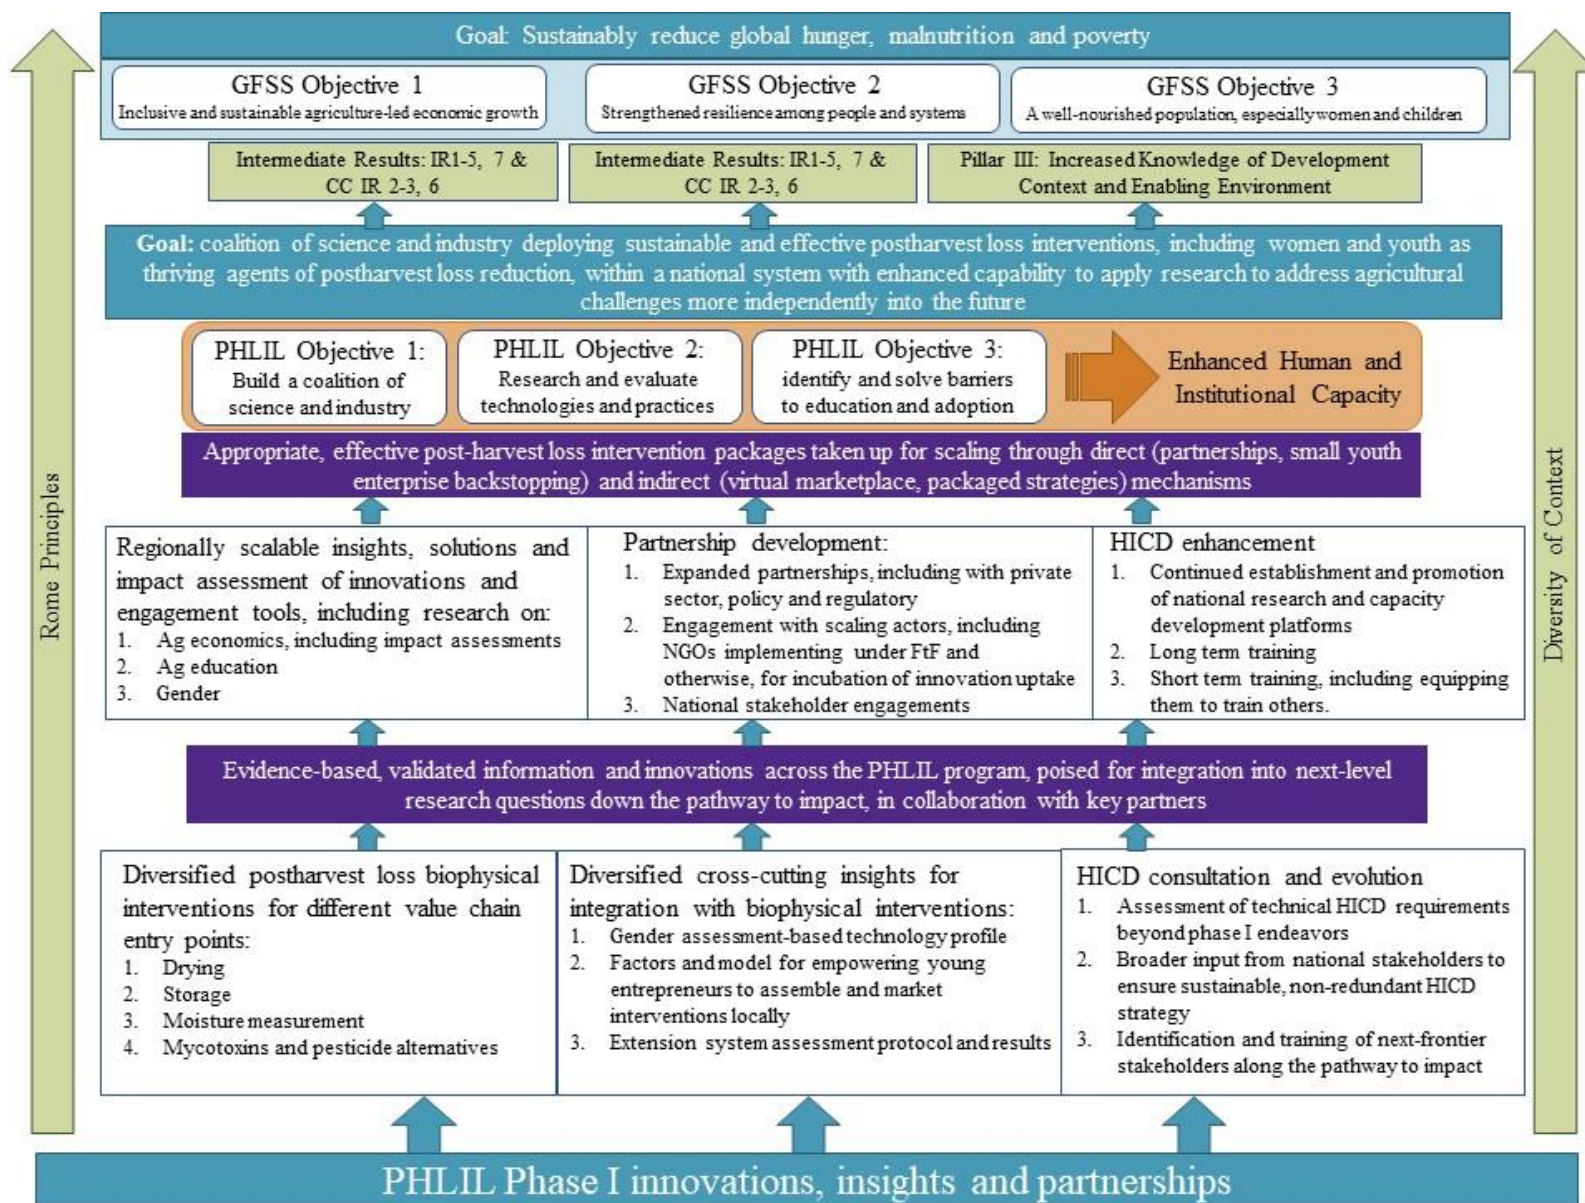 Goal: Sustainably reduce global hunger, malnutrition and poverty
GFSS Objective 1
Inclusive and sustainable agriculture-led economic growth
GFSS Objective 2
Strengthened resilience among people and systems
GFSS Objective 3
A well-nourished population, especially women and children
Intermediate Results: IR1-5, 7 &
CC IR 2-3, 6
Intermediate Results: IR1-5, 7 &
CC IR 2-3, 6
Pillar III: Increased Knowledge of Development
Context and Enabling Environment
Goal: coalition of science and industry deploying sustainable and effective postharvest loss interventions, including women and youth as
thriving agents of postharvest loss reduction, within a national system with enhanced capability to apply research to address agricultural
challenges more independently into the future
PHLIL Objective 1:
Build a coalition of
science and industry
PHLIL Objective 2:
Research and evaluate
technologies and practices
PHLIL Objective 3:
identify and solve barriers
to education and adoption
Enhanced Human and
Institutional Capacity
Appropriate, effective post-harvest loss intervention packages taken up for scaling through direct (partnerships, small youth
enterprise backstopping) and indirect (virtual marketplace, packaged strategies) mechanisms
Rome Principles
Diversity of Context
Regionally scalable insights, solutions and
impact assessment of innovations and
engagement tools, including research on:
1. Ag economics, including impact assessments
2. Ag education
3. Gender
Partnership development:
1. Expanded partnerships, including with private
sector, policy and regulatory
2. Engagement with scaling actors, including
NGOs implementing under FtF and
otherwise, for incubation of innovation uptake
3. National stakeholder engagements
HICD enhancement
1. Continued establishment and promotion
of national research and capacity
development platforms
2. Long term training
3. Short term training, including equipping
them to train others.
Evidence-based, validated information and innovations across the PHLIL program, poised for integration into next-level
research questions down the pathway to impact, in collaboration with key partners
Diversified postharvest loss biophysical
interventions for different value chain
entry points:
1. Drying
2. Storage
3. Moisture measurement
4. Mycotoxins and pesticide alternatives
Diversified cross-cutting insights for
integration with biophysical interventions:
1. Gender assessment-based technology profile
2. Factors and model for empowering young
entrepreneurs to assemble and market
interventions locally
3. Extension system assessment protocol and results
HICD consultation and evolution
1. Assessment of technical HICD requirements
beyond phase I endeavors
2. Broader input from national stakeholders to
ensure sustainable, non-redundant HICD
strategy
3. Identification and training of next-frontier
stakeholders along the pathway to impact
PHLIL Phase I innovations, insights and partnerships